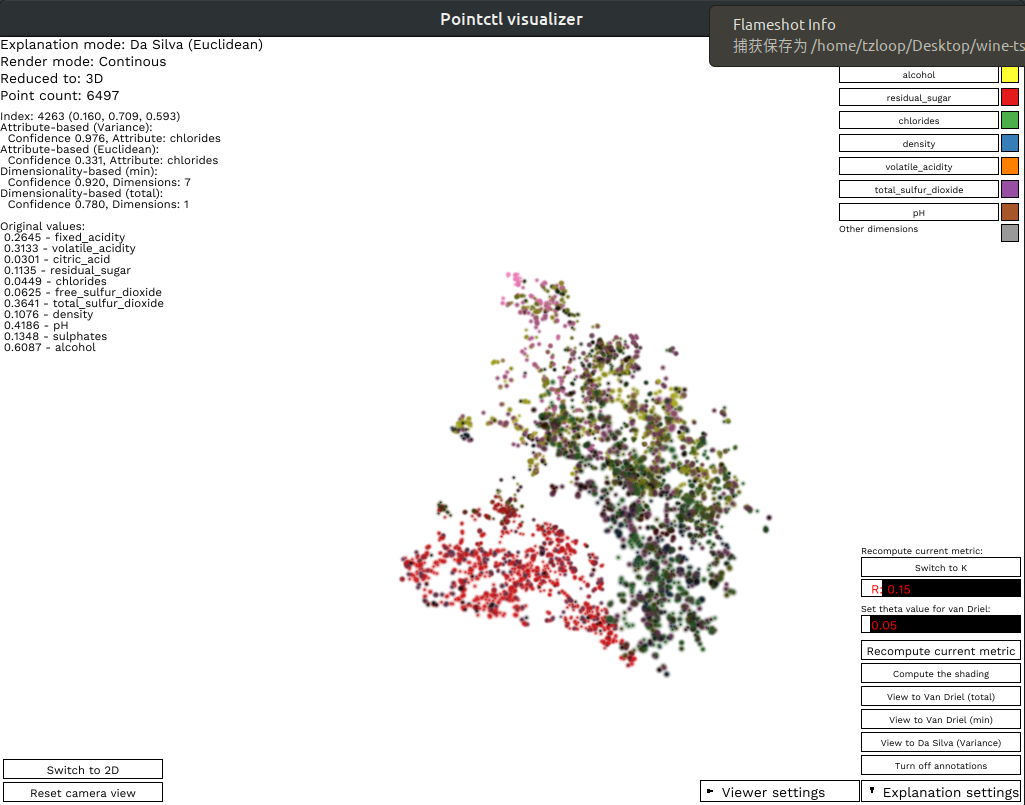 Pointctl visualizer
Flameshot Info
捕获保存为 /home/tzloop/Desktop/wine-ts
Explanation mode: Da Silva (Euclidean)
Render mode: Continous
Reduced to: 3D
Point count: 6497
Index: 4263 (0.160, 0.709, 0.593)
Attribute-based (Variance):
Confidence 0.976, Attribute: chlorides
Attribute-based (Euclidean):
Confidence 0.331, Attribute: chlorides
Dimensionality-based (min):
Confidence 0.920, Dimensions: 7
Dimensionality-based (total):
Confidence 0.780, Dimensions: 1
Original values:
0.2645 - fixed_acidity
0.3133 - volatile_acidity
0.0301 - citric_acid
0.1135 - residual_sugar
0.0449 - chlorides
0.0625 - free_sulfur_dioxide
0.3641 - total_sulfur_dioxide
0.1076 - density
0.4186 - pH
0.1348 - sulphates
0.6087 - alcohol
alcohol
residual_sugar
chlorides
density
volatile_acidity
total_sulfur_dioxide
pH
Other dimensions
Recompute current metric:
Switch to K
R: 0.15
Set theta value for van Driel:
0.05
Recompute current metric
Compute the shading
View to Van Driel (total)
View to Van Driel (min)
View to Da Silva (Variance)
Turn off annotations
Switch to 2D
Reset camera view
Viewer settings
Explanation settings